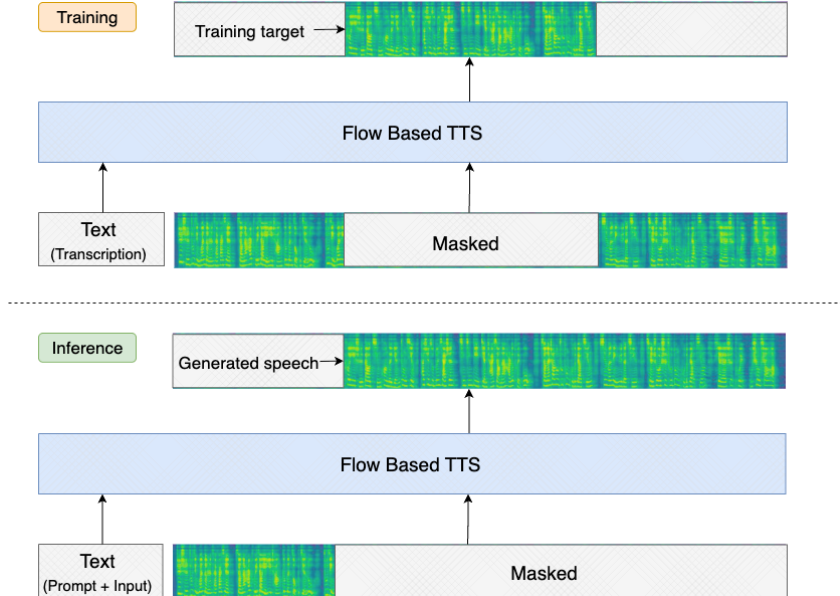 Training
Training target
Flow Based TTS
Text
(Transcription)
Masked
Inference
Generated speech
Flow Based TTS
Text
(Prompt + Input)
Masked